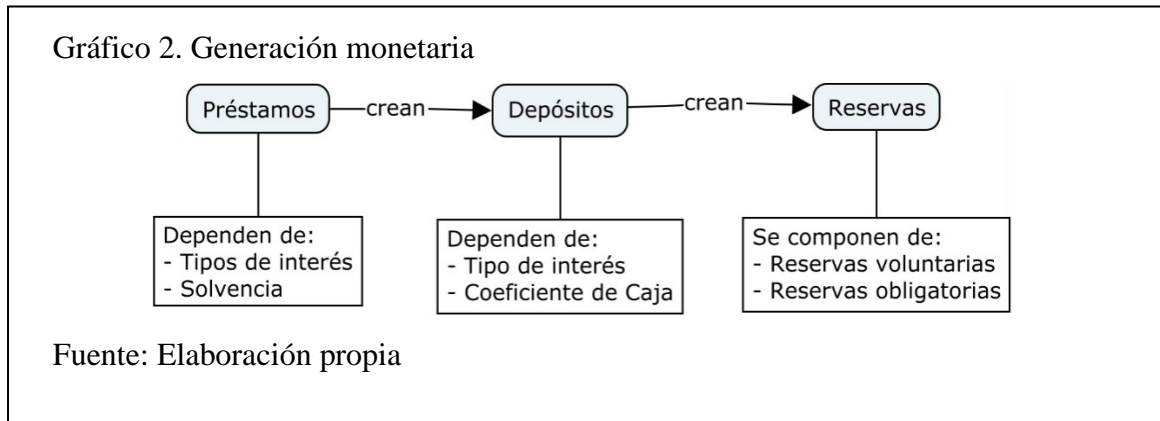 Gráfico 2. Generación monetaria
Préstamos
crean
Depósitos
crean
Reservas
Dependen de:
- Tipos de interés
- Solvencia
Dependen de:
- Tipo de interés
- Coeficiente de Caja
Se componen de:
- Reservas voluntarias
- Reservas obligatorias
Fuente: Elaboración propia